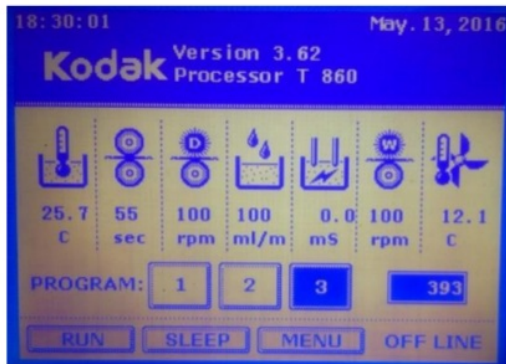 18:30:01 May.13,2016
Kodak Version 3.62
Processor T 860
D W
25.7 55 100 100 0.0 100 12.1
C sec rpm ml/m mS rpm C
PROGRAM: 1 2 3 393
RUN SLEEP MENU OFF LINE